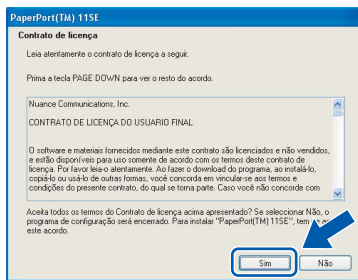 PaperPort(TM) 11SE
Contrato de licença
Leia atentamente o contrato de licença a seguir.
Prima a tecla PAGE DOWN para ver o resto do acordo.
Nuance Communications, Inc.
CONTRATO DE LICENÇA DO USUARIO FINAL
O software e materiais fornecidos mediante este contrato são licenciados e não vendidos,
e estão disponíveis para uso somente de acordo com os termos deste contrato de
licença. Por favor leia-o atentamente. Ao fazer o download do programa, ao instalá-lo,
copiá-lo ou usá-lo de outras formas, você concorda em vincular-se aos termos e
condições do presente contrato, do qual se torna parte. Caso você não concorde com
Aceita todos os termos do Contrato de licença acima apresentado? Se seleccionar Não, o
programa de configuração será encerrado. Para instalar "PaperPort(TM) 11SE", tem
este acordo.
Sim
Não